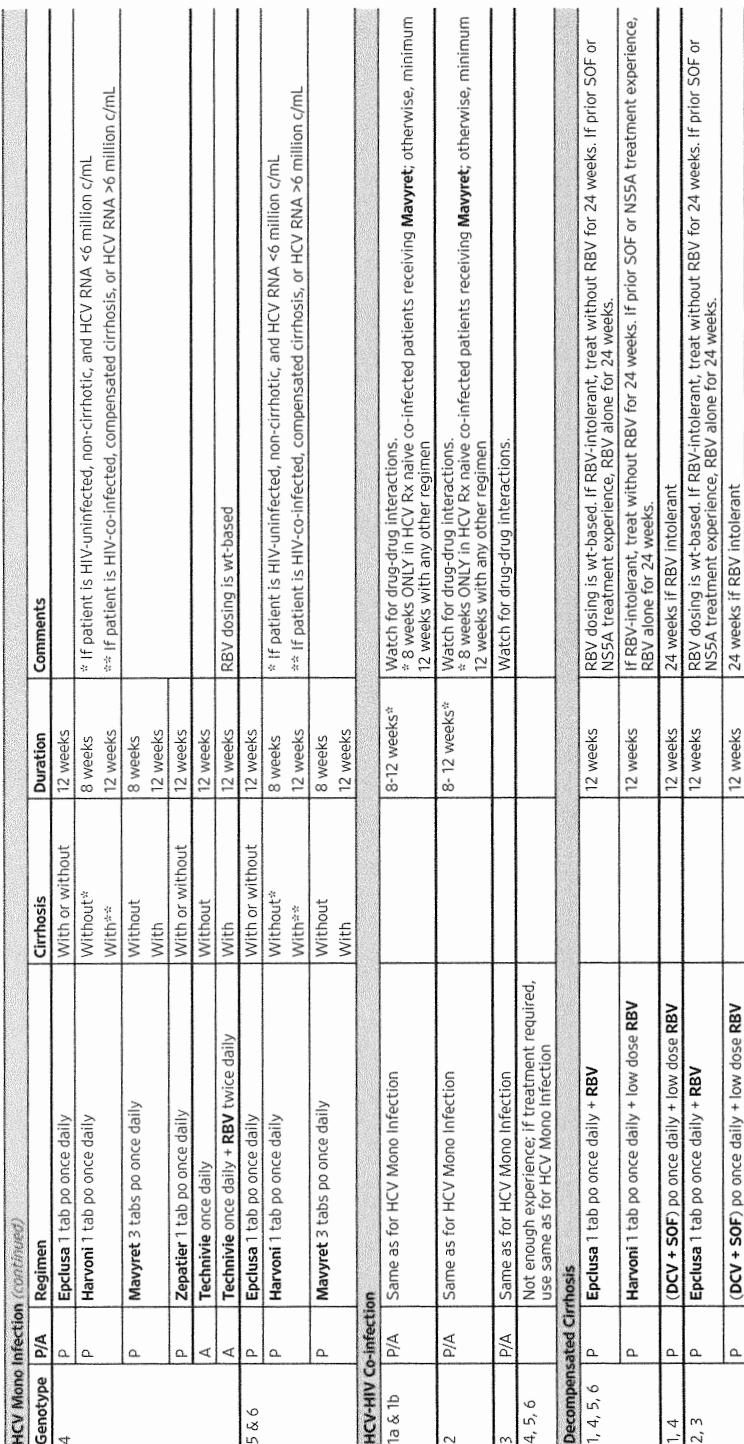 HCV Mono Infection (continued)
Genotype P/A Regimen Cirrhosis Duration Comments
4 P Epclusa 1 tab po once daily With or without 12 weeks
P Harvoni 1 tab po once daily Without* 8 weeks * If patient is HIV-uninfected, non-cirrhotic, and HCV RNA <6 million c/mL
With** 12 weeks ** If patient is HIV-co-infected, compensated cirrhosis, or HCV RNA >6 million c/mL
P Mavyret 3 tabs po once daily Without 8 weeks
With 12 weeks
P Zepatier 1 tab po once daily With or without 12 weeks
A Technivie once daily Without 12 weeks
A Technivie once daily + RBV twice daily With 12 weeks RBV dosing is wt-based
5 & 6 P Epclusa 1 tab po once daily With or without 12 weeks
P Harvoni 1 tab po once daily Without* 8 weeks * If patient is HIV-uninfected, non-cirrhotic, and HCV RNA <6 million c/mL
With** 12 weeks ** If patient is HIV-co-infected, compensated cirrhosis, or HCV RNA >6 million c/mL
P Mavyret 3 tabs po once daily Without 8 weeks
With 12 weeks
HCV-HIV Co-infection
1a & 1b P/A Same as for HCV Mono Infection 8-12 weeks* Watch for drug-drug interactions.
* 8 weeks ONLY in HCV Rx naive co-infected patients receiving Mavyret; otherwise, minimum
12 weeks with any other regimen
2 P/A Same as for HCV Mono Infection 8- 12 weeks* Watch for drug-drug interactions.
* 8 weeks ONLY in HCV Rx naive co-infected patients receiving Mavyret; otherwise, minimum
12 weeks with any other regimen
3 P/A Same as for HCV Mono Infection Watch for drug-drug interactions.
4, 5, 6 Not enough experience; if treatment required,
use same as for HCV Mono Infection
Decompensated Cirrhosis
1, 4, 5, 6 P Epclusa 1 tab po once daily + RBV 12 weeks RBV dosing is wt-based. If RBV-intolerant, treat without RBV for 24 weeks. If prior SOF or
NS5A treatment experience, RBV alone for 24 weeks.
P Harvoni 1 tab po once daily + low dose RBV 12 weeks If RBV-intolerant, treat without RBV for 24 weeks. If prior SOF or NS5A treatment experience,
RBV alone for 24 weeks.
1, 4 P (DCV + SOF) po once daily + low dose RBV 12 weeks 24 weeks if RBV intolerant
2, 3 P Epclusa 1 tab po once daily + RBV 12 weeks RBV dosing is wt-based. If RBV-intolerant, treat without RBV for 24 weeks. If prior SOF or
NS5A treatment experience, RBV alone for 24 weeks.
P (DCV + SOF) po once daily + low dose RBV 12 weeks 24 weeks if RBV intolerant